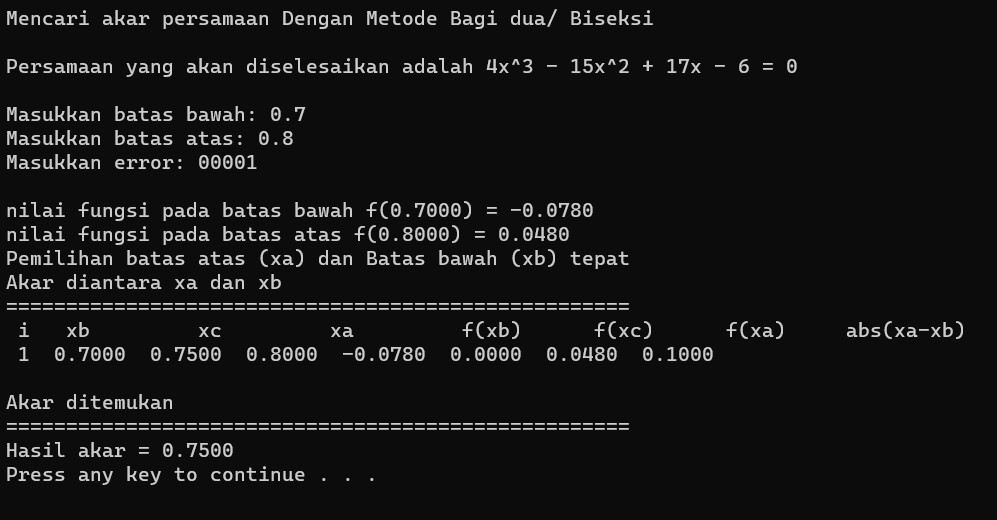 Mencari akar persamaan Dengan Metode Bagi dua/ Biseksi
Persamaan yang akan diselesaikan adalah 4x^3 - 15x^2 + 17x - 6 = 0
Masukkan batas bawah: 0.7
Masukkan batas atas: 0.8
Masukkan error: 00001
nilai fungsi pada batas bawah f(0.7000) = -0.0780
nilai fungsi pada batas atas f(0.8000) = 0.0480
Pemilihan batas atas (xa) dan Batas bawah (xb) tepat
Akar diantara xa dan xb
====================================================
i xb xc xa f(xb) f(xc) f(xa) abs(xa-xb)
1 0.7000 0.7500 0.8000 -0.0780 0.0000 0.0480 0.1000
Akar ditemukan
====================================================
Hasil akar = 0.7500
Press any key to continue . . .